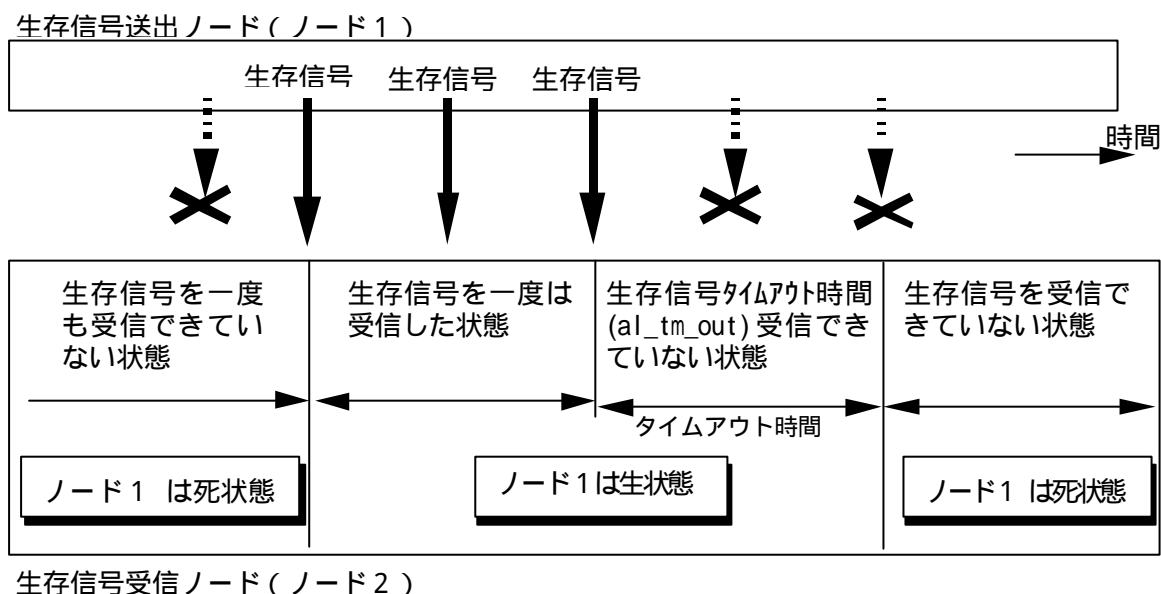 生存信号送出ノード(ノード1)
生存信号 生存信号 生存信号
時間
生存信号を一度
も受信できてい
ない状態
生存信号を一度は
受信した状態
生存信号タイムアウト時間
(al_tm_out)受信でき
ていない状態
生存信号を受信で
きていない状態
タイムアウト時間
ノード1 は死状態
ノード1は生状態
ノード1 は死状態
生存信号受信ノード(ノード2)